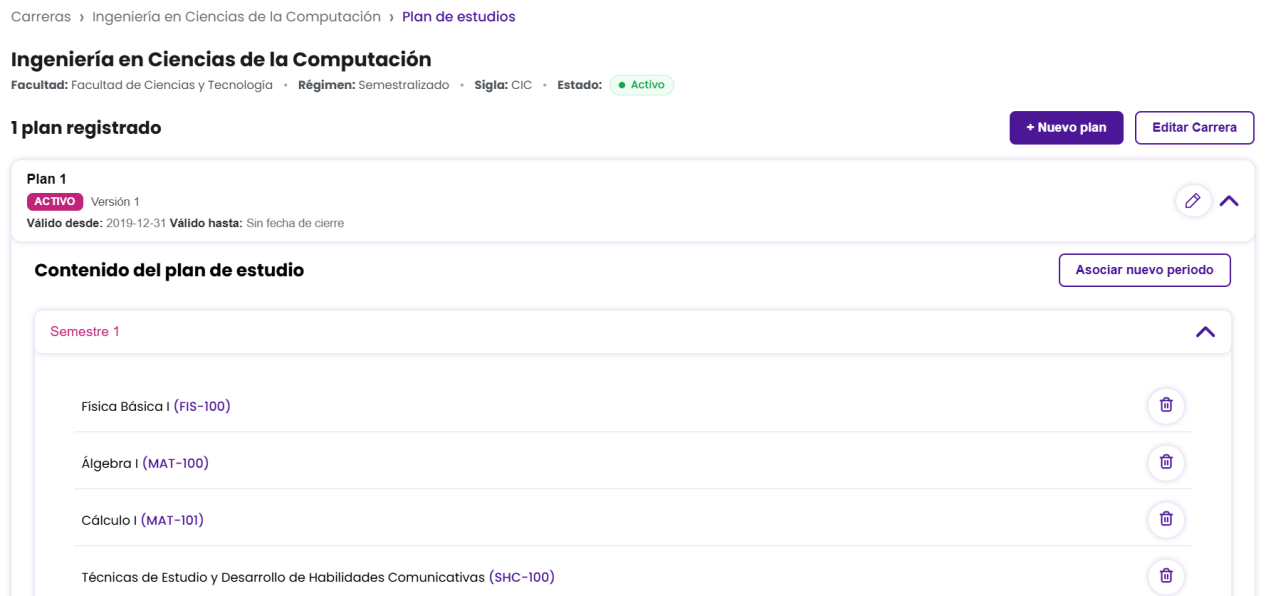 Carreras › Ingeniería en Ciencias de la Computación › Plan de estudios
Ingeniería en Ciencias de la Computación
Facultad: Facultad de Ciencias y Tecnología • Régimen: Semestralizado • Sigla: CIC • Estado: • Activo
1 plan registrado
+ Nuevo plan
Editar Carrera
Plan 1
ACTIVO Versión 1
Válido desde: 2019-12-31 Válido hasta: Sin fecha de cierre
Contenido del plan de estudio
Asociar nuevo periodo
Semestre 1
Física Básica I (FIS-100)
Álgebra I (MAT-100)
Cálculo I (MAT-101)
Técnicas de Estudio y Desarrollo de Habilidades Comunicativas (SHC-100)